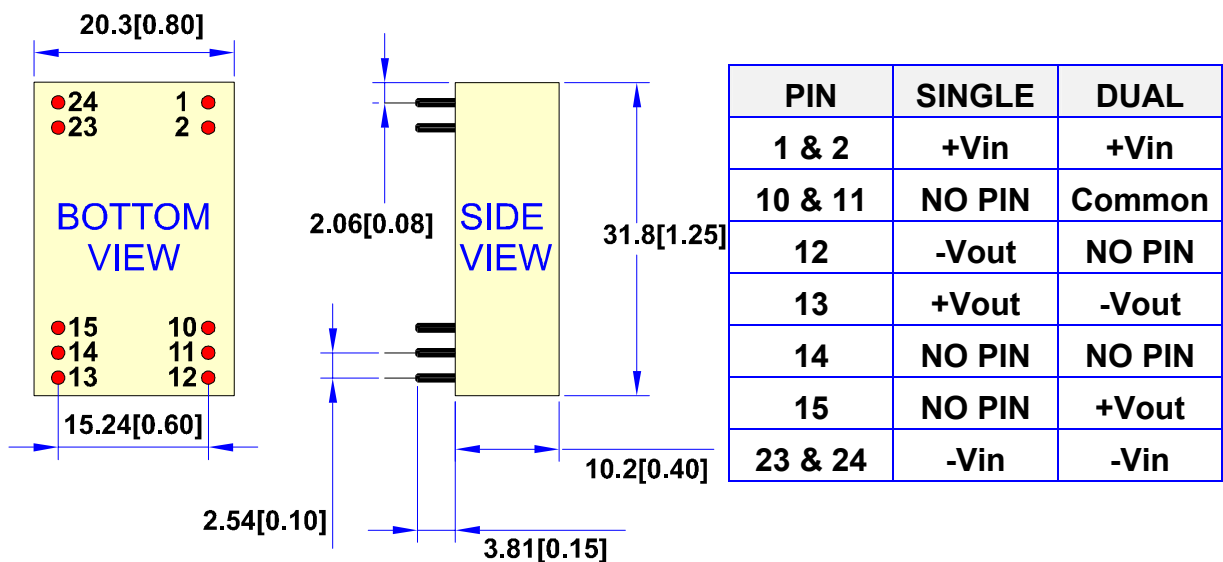 20.3[0.80]
24 1
23 2
BOTTOM
VIEW
15 10
14 11
13 12
15.24[0.60]
2.06[0.08]
SIDE
VIEW
31.8[1.25]
10.2[0.40]
2.54[0.10]
3.81[0.15]
PIN SINGLE DUAL
1 & 2 +Vin +Vin
10 & 11 NO PIN Common
12 -Vout NO PIN
13 +Vout -Vout
14 NO PIN NO PIN
15 NO PIN +Vout
23 & 24 -Vin -Vin